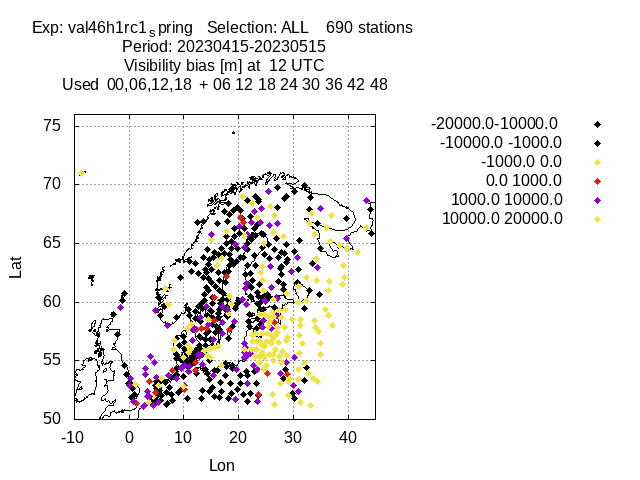 Exp: val46h1rc1spring Selection: ALL 690 stations
Period: 20230415-20230515
Visibility bias [m] at 12 UTC
Used 00,06,12,18 + 06 12 18 24 30 36 42 48
-20000.0-10000.0
-10000.0 -1000.0
-1000.0 0.0
0.0 1000.0
1000.0 10000.0
10000.0 20000.0
75
70
65
60
55
50
Lat
-10 0 10 20 30 40
Lon